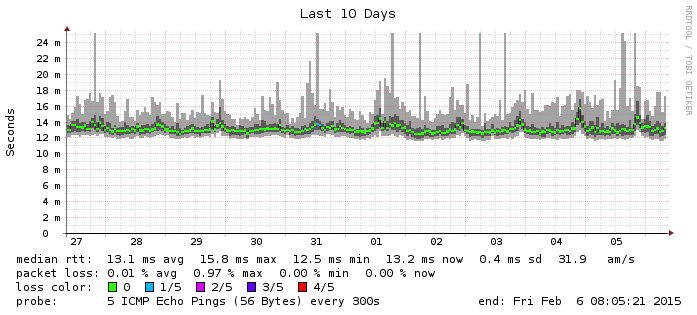 Last 10 Days
RRDTOOL / TOBI OETIKER
Seconds
24 m
22 m
20 m
18 m
16 m
14 m
12 m
10 m
8 m
6 m
4 m
2 m
0
27 28 29 30 31 01 02 03 04 05
median rtt: 13.1 ms avg 15.8 ms max 12.5 ms min 13.2 ms now 0.4 ms sd 31.9 am/s
packet loss: 0.01 % avg 0.97 % max 0.00 % min 0.00 % now
loss color: 0 1/5 2/5 3/5 4/5
probe: 5 ICMP Echo Pings (56 Bytes) every 300s end: Fri Feb 6 08:05:21 2015